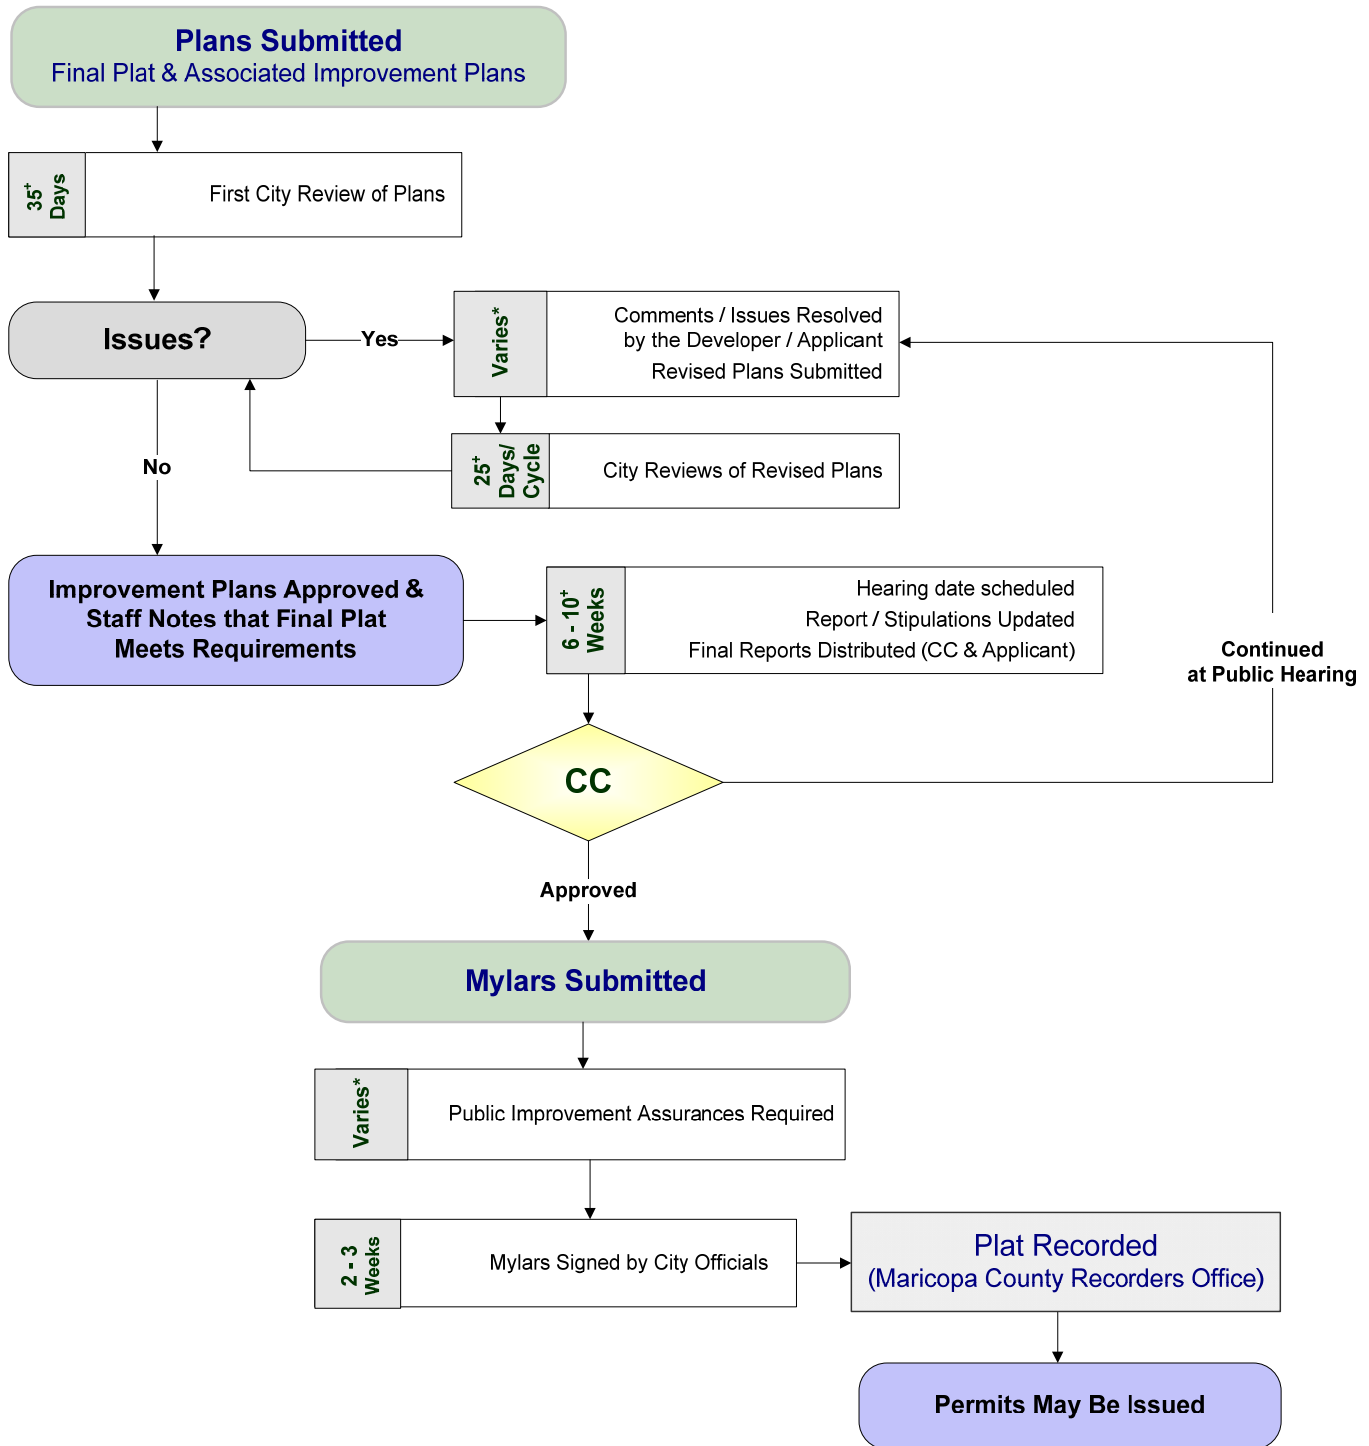 Plans Submitted
Final Plat & Associated Improvement Plans
35+
Days
First City Review of Plans
Issues?
Yes
Varies*
Comments / Issues Resolved
by the Developer / Applicant
Revised Plans Submitted
No
25+
Days/
Cycle
City Reviews of Revised Plans
Improvement Plans Approved &
Staff Notes that Final Plat
Meets Requirements
6 - 10+
Weeks
Hearing date scheduled
Report / Stipulations Updated
Final Reports Distributed (CC & Applicant)
Continued
at Public Hearing
CC
Approved
Mylars Submitted
Varies*
Public Improvement Assurances Required
2 - 3
Weeks
Mylars Signed by City Officials
Plat Recorded
(Maricopa County Recorders Office)
Permits May Be Issued